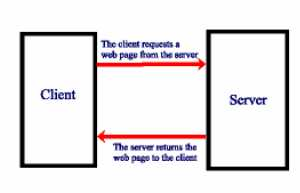 The client requests a
web page from the server
Client
Server
The server returns the
web page to the client